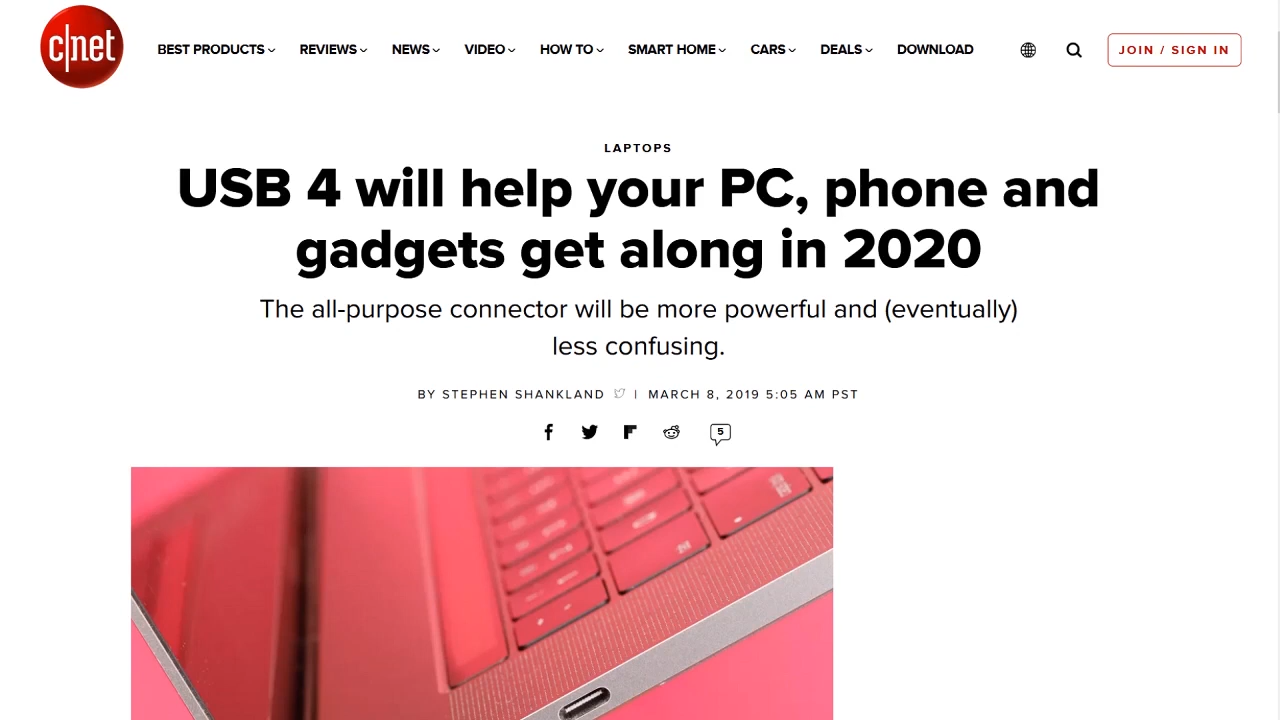 c|net
BEST PRODUCTS REVIEWS NEWS VIDEO HOW TO SMART HOME CARS DEALS DOWNLOAD JOIN / SIGN IN
LAPTOPS
USB 4 will help your PC, phone and
gadgets get along in 2020
The all-purpose connector will be more powerful and (eventually)
less confusing.
BY STEPHEN SHANKLAND | MARCH 8, 2019 5:05 AM PST
5